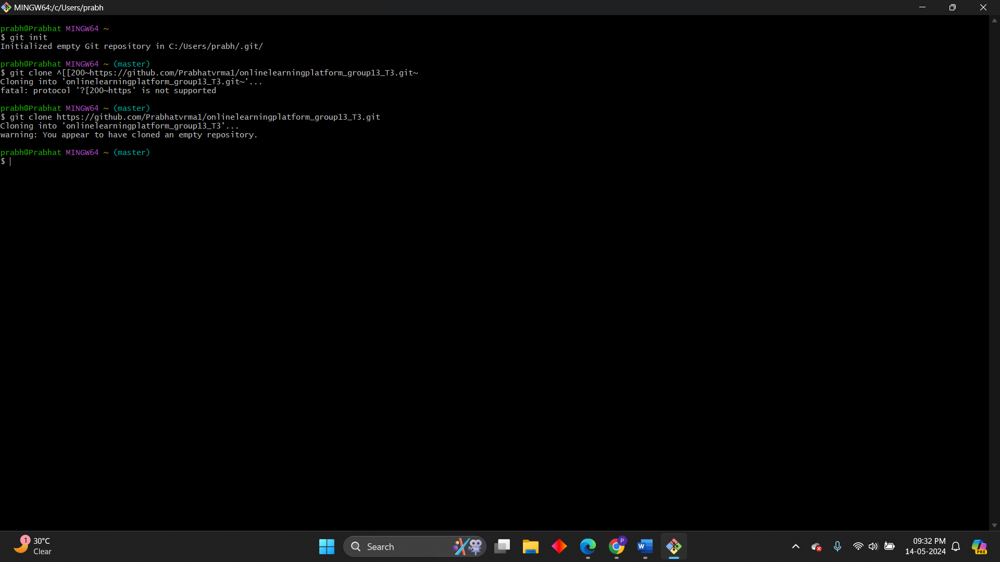 MINGW64:/c/Users/prabh
prabh@Prabhat MINGW64 ~
$ git init
Initialized empty Git repository in C:/Users/prabh/.git/
prabh@Prabhat MINGW64 ~ (master)
$ git clone ^[[200~https://github.com/Prabhatvrma1/onlinelearningplatform_group13_T3.git~
Cloning into 'onlinelearningplatform_group13_T3.git~'...
fatal: protocol '?[200~https' is not supported
prabh@Prabhat MINGW64 ~ (master)
$ git clone https://github.com/Prabhatvrma1/onlinelearningplatform_group13_T3.git
Cloning into 'onlinelearningplatform_group13_T3'...
warning: You appear to have cloned an empty repository.
prabh@Prabhat MINGW64 ~ (master)
$
1
30°C
Clear
Search
P
W
09:32 PM
14-05-2024
PRE